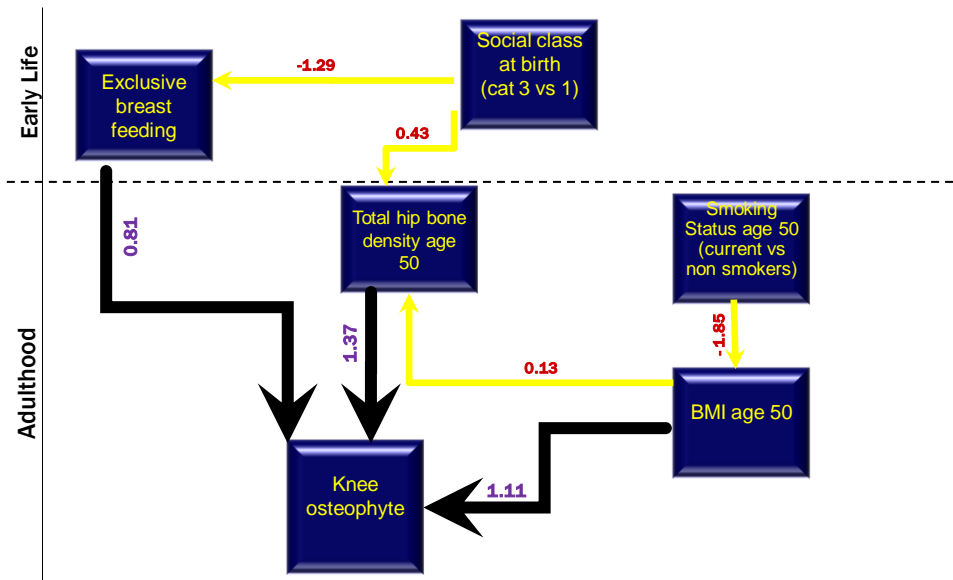 Early Life
Social class
at birth
(cat 3 vs 1)
-1.29
Exclusive
breast
feeding
0.43
Adulthood
0.81
Total hip bone
density age
50
Smoking
Status age 50
(current vs
non smokers)
1.37
-1.85
0.13
BMI age 50
Knee
osteophyte
1.11